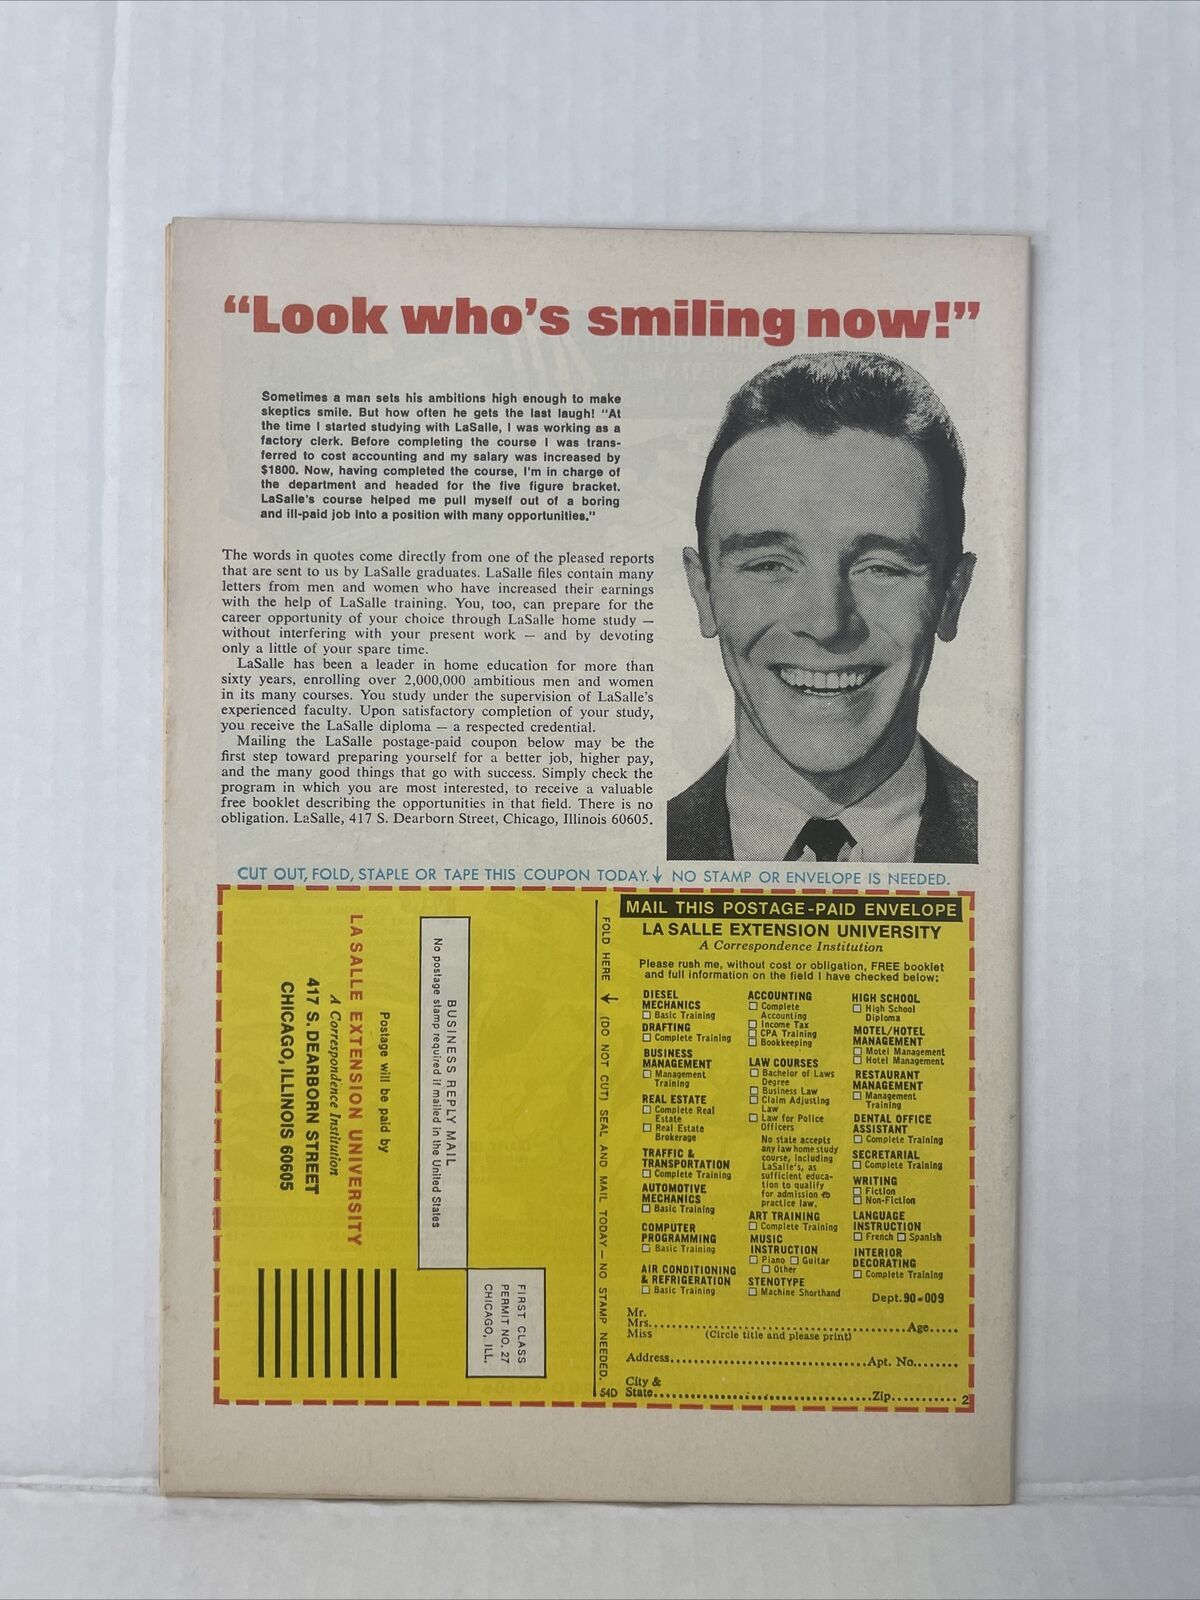 “Look who’s smiling now!”
Sometimes a man sets his ambitions high enough to make
skeptics smile. But how often he gets the last laugh! "At
the time I started studying with LaSalle, I was working as a
factory clerk. Before completing the course I was trans-
ferred to cost accounting and my salary was increased by
$1800. Now, having completed the course, I'm in charge of
the department and headed for the five figure bracket.
LaSalle's course helped me pull myself out of a boring
and ill-paid job into a position with many opportunities."
The words in quotes come directly from one of the pleased reports
that are sent to us by LaSalle graduates. LaSalle files contain many
letters from men and women who have increased their earnings
with the help of LaSalle training. You, too, can prepare for the
career opportunity of your choice through LaSalle home study —
without interfering with your present work — and by devoting
only a little of your spare time.
LaSalle has been a leader in home education for more than
sixty years, enrolling over 2,000,000 ambitious men and women
in its many courses. You study under the supervision of LaSalle's
experienced faculty. Upon satisfactory completion of your study,
you receive the LaSalle diploma — a respected credential.
Mailing the LaSalle postage-paid coupon below may be the
first step toward preparing yourself for a better job, higher pay,
and the many good things that go with success. Simply check the
program in which you are most interested, to receive a valuable
free booklet describing the opportunities in that field. There is no
obligation. LaSalle, 417 S. Dearborn Street, Chicago, Illinois 60605.
CUT OUT, FOLD, STAPLE OR TAPE THIS COUPON TODAY. ↓ NO STAMP OR ENVELOPE IS NEEDED.
FIRST CLASS
PERMIT NO. 27
CHICAGO, ILL.
BUSINESS REPLY MAIL
No postage stamp required if mailed in the United States
Postage will be paid by
LA SALLE EXTENSION UNIVERSITY
A Correspondence Institution
417 S. DEARBORN STREET
CHICAGO, ILLINOIS 60605
FOLD HERE ↓ (DO NOT CUT) SEAL AND MAIL TODAY — NO STAMP NEEDED.
54D
MAIL THIS POSTAGE-PAID ENVELOPE
LA SALLE EXTENSION UNIVERSITY
A Correspondence Institution
Please rush me, without cost or obligation, FREE booklet
and full information on the field I have checked below:
DIESEL
MECHANICS
☐ Basic Training
DRAFTING
☐ Complete Training
BUSINESS
MANAGEMENT
☐ Management
Training
REAL ESTATE
☐ Complete Real
Estate
☐ Real Estate
Brokerage
TRAFFIC &
TRANSPORTATION
☐ Complete Training
AUTOMOTIVE
MECHANICS
☐ Basic Training
COMPUTER
PROGRAMMING
☐ Basic Training
AIR CONDITIONING
& REFRIGERATION
☐ Basic Training
ACCOUNTING
☐ Complete
Accounting
☐ Income Tax
☐ CPA Training
☐ Bookkeeping
LAW COURSES
☐ Bachelor of Laws
Degree
☐ Business Law
☐ Claim Adjusting
Law
☐ Law for Police
Officers
No state accepts
any law home study
course, including
LaSalle's, as
sufficient educa-
tion to qualify
for admission to
practice law.
ART TRAINING
☐ Complete Training
MUSIC
INSTRUCTION
☐ Piano ☐ Guitar
☐ Other
STENOTYPE
☐ Machine Shorthand
HIGH SCHOOL
☐ High School
Diploma
MOTEL/HOTEL
MANAGEMENT
☐ Motel Management
☐ Hotel Management
RESTAURANT
MANAGEMENT
☐ Management
Training
DENTAL OFFICE
ASSISTANT
☐ Complete Training
SECRETARIAL
☐ Complete Training
WRITING
☐ Fiction
☐ Non-Fiction
LANGUAGE
INSTRUCTION
☐ French ☐ Spanish
INTERIOR
DECORATING
☐ Complete Training
Dept. 90-009
Mr.
Mrs. Age
Miss (Circle title and please print)
Address Apt. No.
City &
State Zip 2